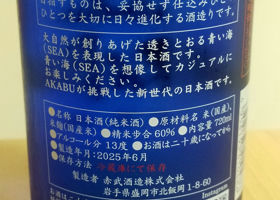 目指すものは、妥協せず仕込みひとつ
ひとつを大切に日々進化する酒造りです。
大自然が創りあげた透きとおる青い海
(SEA)を表現した日本酒です。
青い海(SEA)を想像してカジュアルに
お楽しみください。
AKABUが挑戦した新世代の日本酒です。
●名称 日本酒(純米酒) ●原材料名 米(国産)、
米麹(国産米) ●精米歩合 60% ●内容量 720ml
●アルコール分 13度 ●お酒は二十歳になってから
●製造年月 2025年6月
●保存方法 冷蔵庫にて保存
製造者 赤武酒造株式会社
岩手県盛岡市北飯岡1-8-60
Instagram